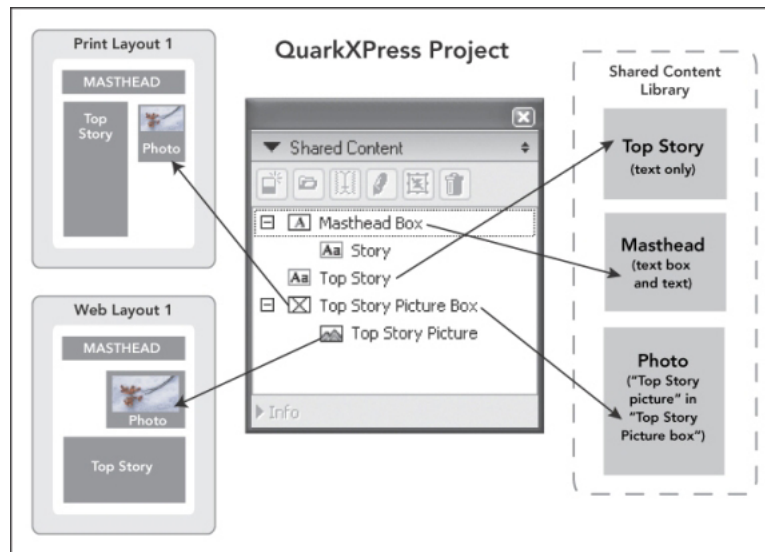 Print Layout 1
MASTHEAD
Top
Story
Photo
Web Layout 1
MASTHEAD
Photo
Top Story
QuarkXPress Project
Shared Content
A Masthead Box
Aa Story
Aa Top Story
Top Story Picture Box
Top Story Picture
Info
Shared Content
Library
Top Story
(text only)
Masthead
(text box
and text)
Photo
("Top Story
picture" in
"Top Story
Picture box")